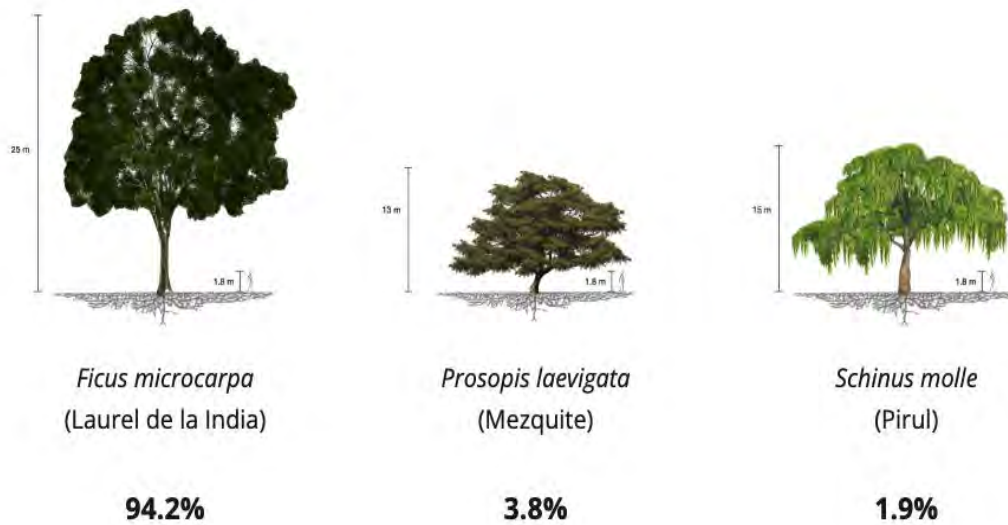 25 m
1.8 m
13 m
1.8 m
15 m
1.8 m
Ficus microcarpa
(Laurel de la India)
94.2%
Prosopis laevigata
(Mezquite)
3.8%
Schinus molle
(Pirul)
1.9%